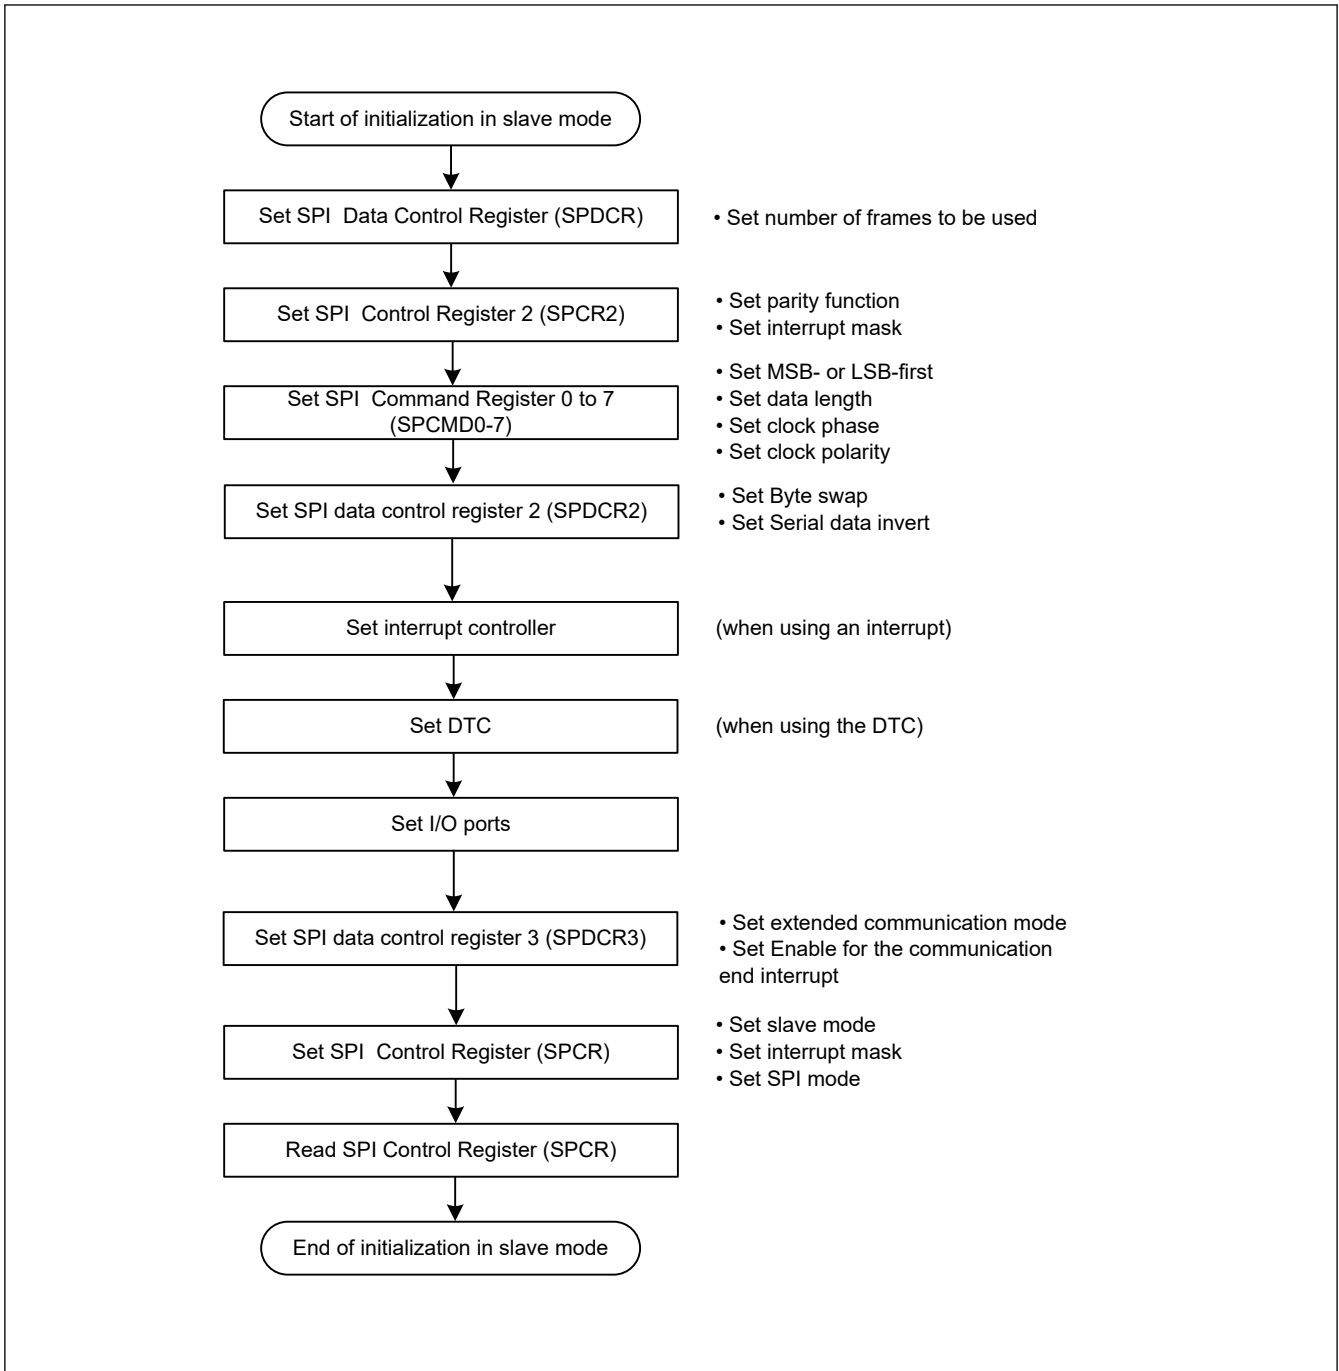 Start of initialization in slave mode
Set SPI  Data Control Register (SPDCR)
• Set number of frames to be used
Set SPI  Control Register 2 (SPCR2)
• Set parity function
• Set interrupt mask
Set SPI  Command Register 0 to 7
(SPCMD0-7)
• Set MSB- or LSB-first
• Set data length
• Set clock phase
• Set clock polarity
Set SPI data control register 2 (SPDCR2)
• Set Byte swap
• Set Serial data invert
Set interrupt controller
(when using an interrupt)
Set DTC
(when using the DTC)
Set I/O ports
Set SPI data control register 3 (SPDCR3)
• Set extended communication mode
• Set Enable for the communication
end interrupt
Set SPI  Control Register (SPCR)
• Set slave mode
• Set interrupt mask
• Set SPI mode
Read SPI Control Register (SPCR)
End of initialization in slave mode